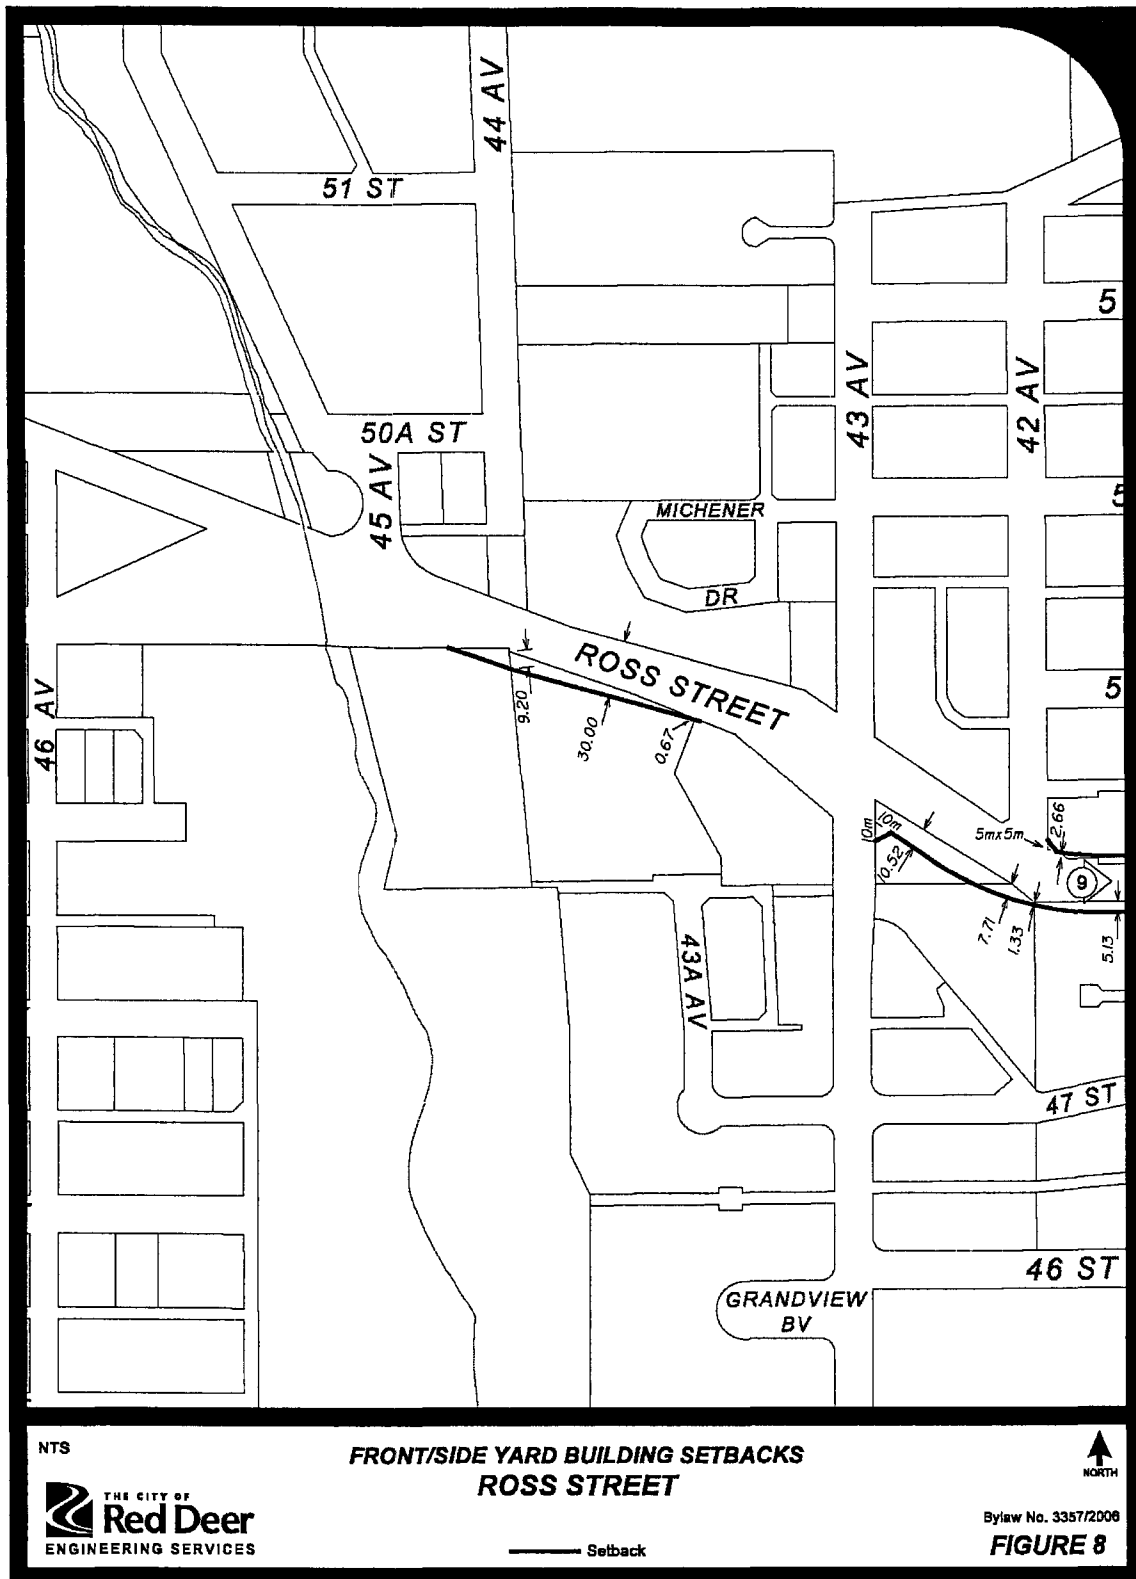 44 AV
51 ST
5
43 AV
42 AV
50A ST
45 AV
5
MICHENER
DR
ROSS STREET
5
46 AV
9.20
30.00
0.67
10m
10m
10.52
5mx5m
2.66
9
7.71
1.33
5.13
43A AV
47 ST
46 ST
GRANDVIEW
BV
NTS
FRONT/SIDE YARD BUILDING SETBACKS
ROSS STREET
NORTH
THE CITY OF
Red Deer
ENGINEERING SERVICES
Setback
Bylaw No. 3357/2006
FIGURE 8